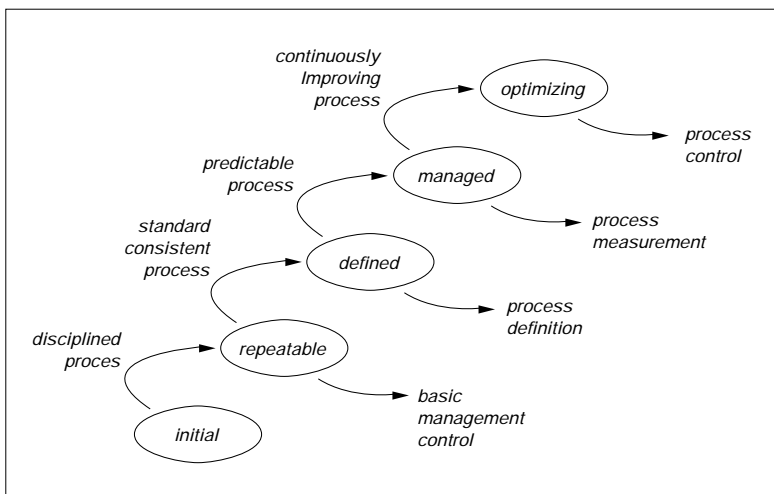 continuously
Improving
process
optimizing
process
control
predictable
process
managed
process
measurement
standard
consistent
process
defined
process
definition
disciplined
proces
repeatable
basic
management
control
initial